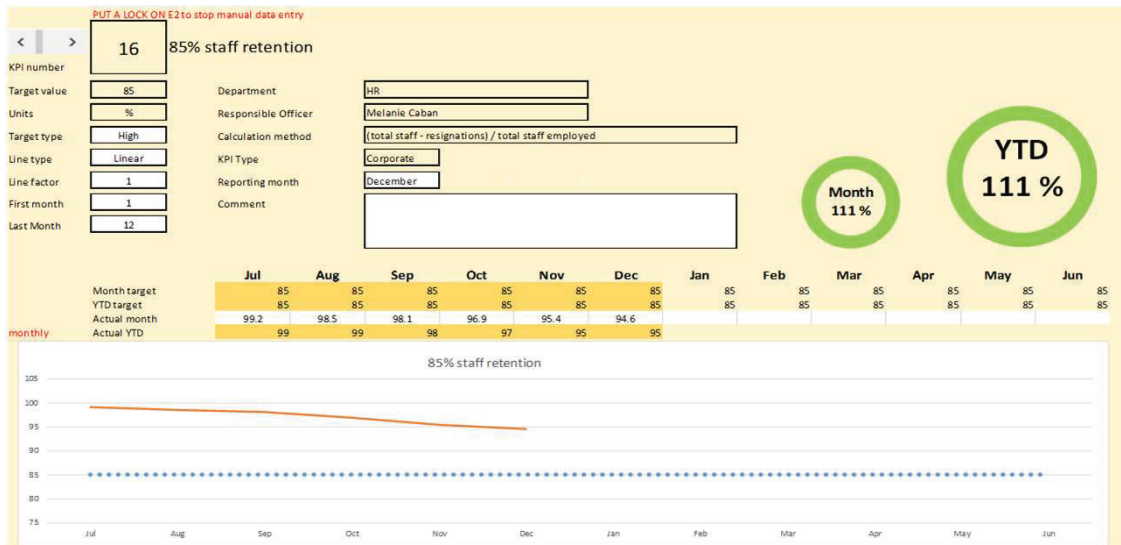 PUT A LOCK ON E2 to stop manual data entry
16 85% staff retention
KPI number
Target value 85 Department HR
Units % Responsible Officer Melanie Caban
Target type High Calculation method (total staff - resignations) / total staff employed
Line type Linear KPI Type Corporate
Line factor 1 Reporting month December
First month 1 Comment
Last Month 12
Month
111 %
YTD
111 %
Jul Aug Sep Oct Nov Dec Jan Feb Mar Apr May Jun
Month target 85 85 85 85 85 85 85 85 85 85 85 85
YTD target 85 85 85 85 85 85 85 85 85 85 85 85
Actual month 99.2 98.5 98.1 96.9 95.4 94.6
monthly Actual YTD 99 99 98 97 95 95
85% staff retention
105
100
95
90
85
80
75
Jul Aug Sep Oct Nov Dec Jan Feb Mar Apr May Jun